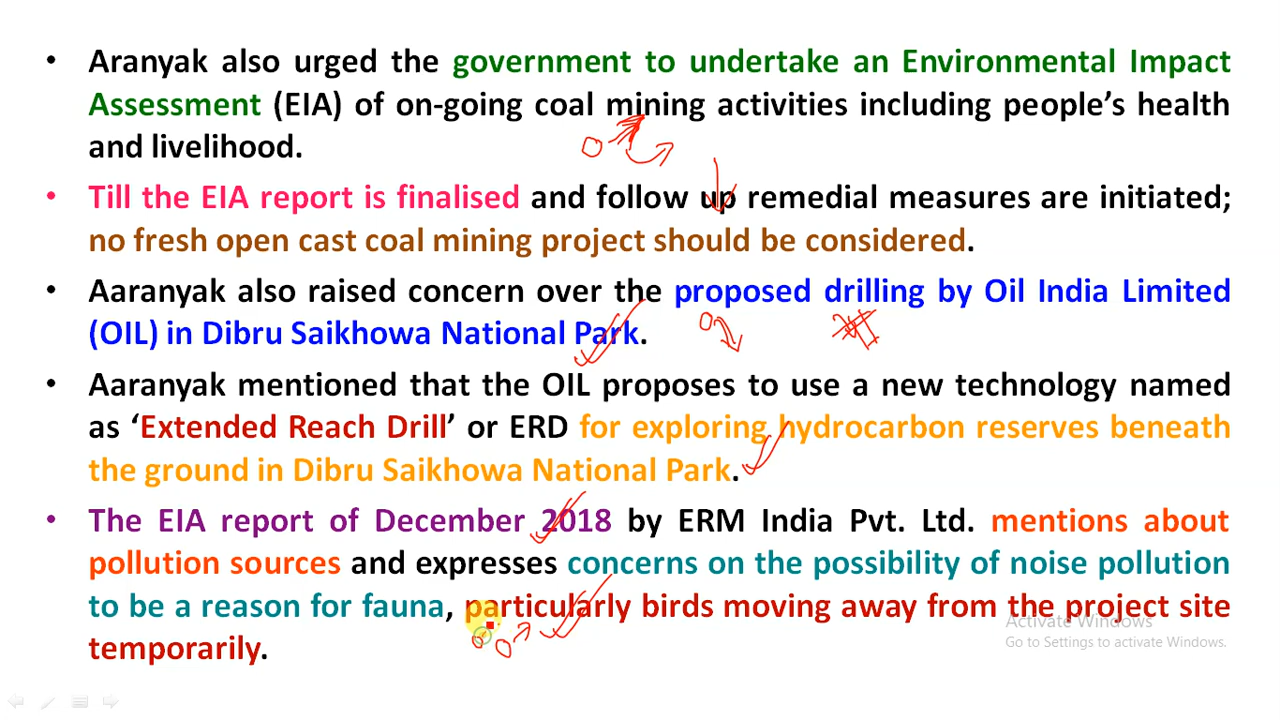 • Aranyak also urged the government to undertake an Environmental Impact
Assessment (EIA) of on-going coal mining activities including people's health
and livelihood.
• Till the EIA report is finalised and follow up remedial measures are initiated;
no fresh open cast coal mining project should be considered.
• Aaranyak also raised concern over the proposed drilling by Oil India Limited
(OIL) in Dibru Saikhowa National Park.
• Aaranyak mentioned that the OIL proposes to use a new technology named
as ‘Extended Reach Drill’ or ERD for exploring hydrocarbon reserves beneath
the ground in Dibru Saikhowa National Park.
• The EIA report of December 2018 by ERM India Pvt. Ltd. mentions about
pollution sources and expresses concerns on the possibility of noise pollution
to be a reason for fauna, particularly birds moving away from the project site
temporarily.
Activate Windows
Go to Settings to activate Windows.